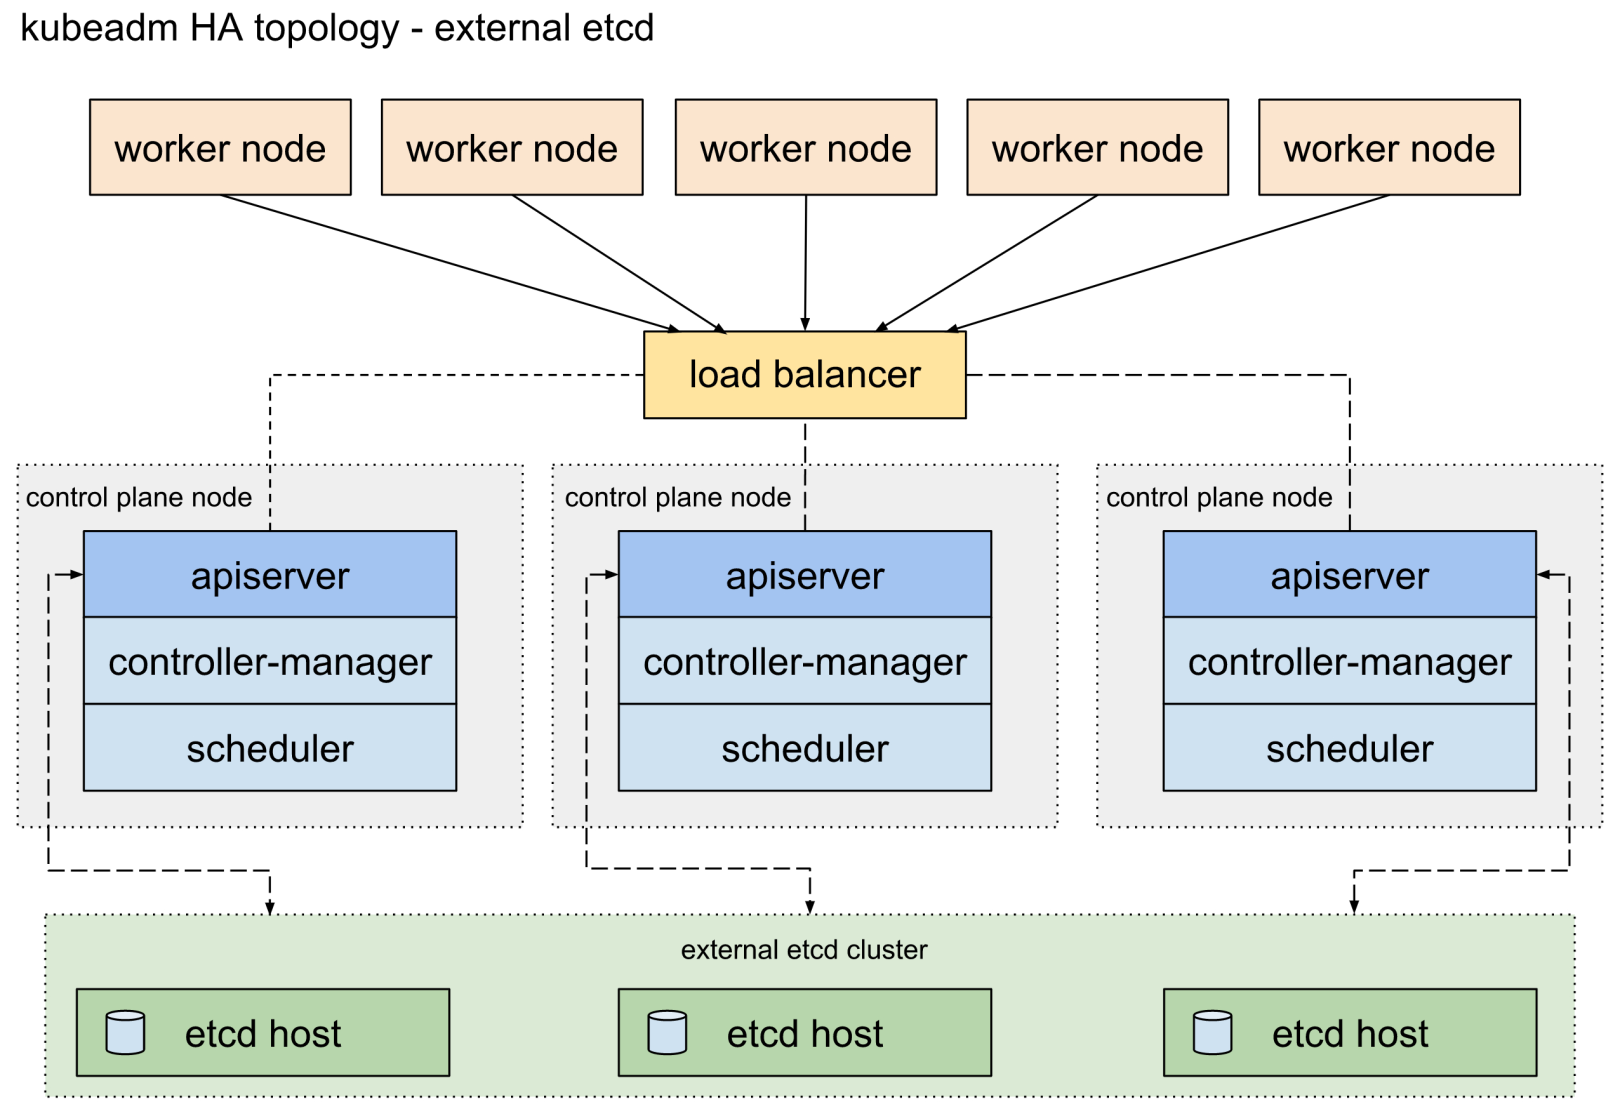 kubeadm HA topology - external etcd
worker node
worker node
worker node
worker node
worker node
load balancer
control plane node
apiserver
controller-manager
scheduler
control plane node
apiserver
controller-manager
scheduler
control plane node
apiserver
controller-manager
scheduler
external etcd cluster
etcd host
etcd host
etcd host